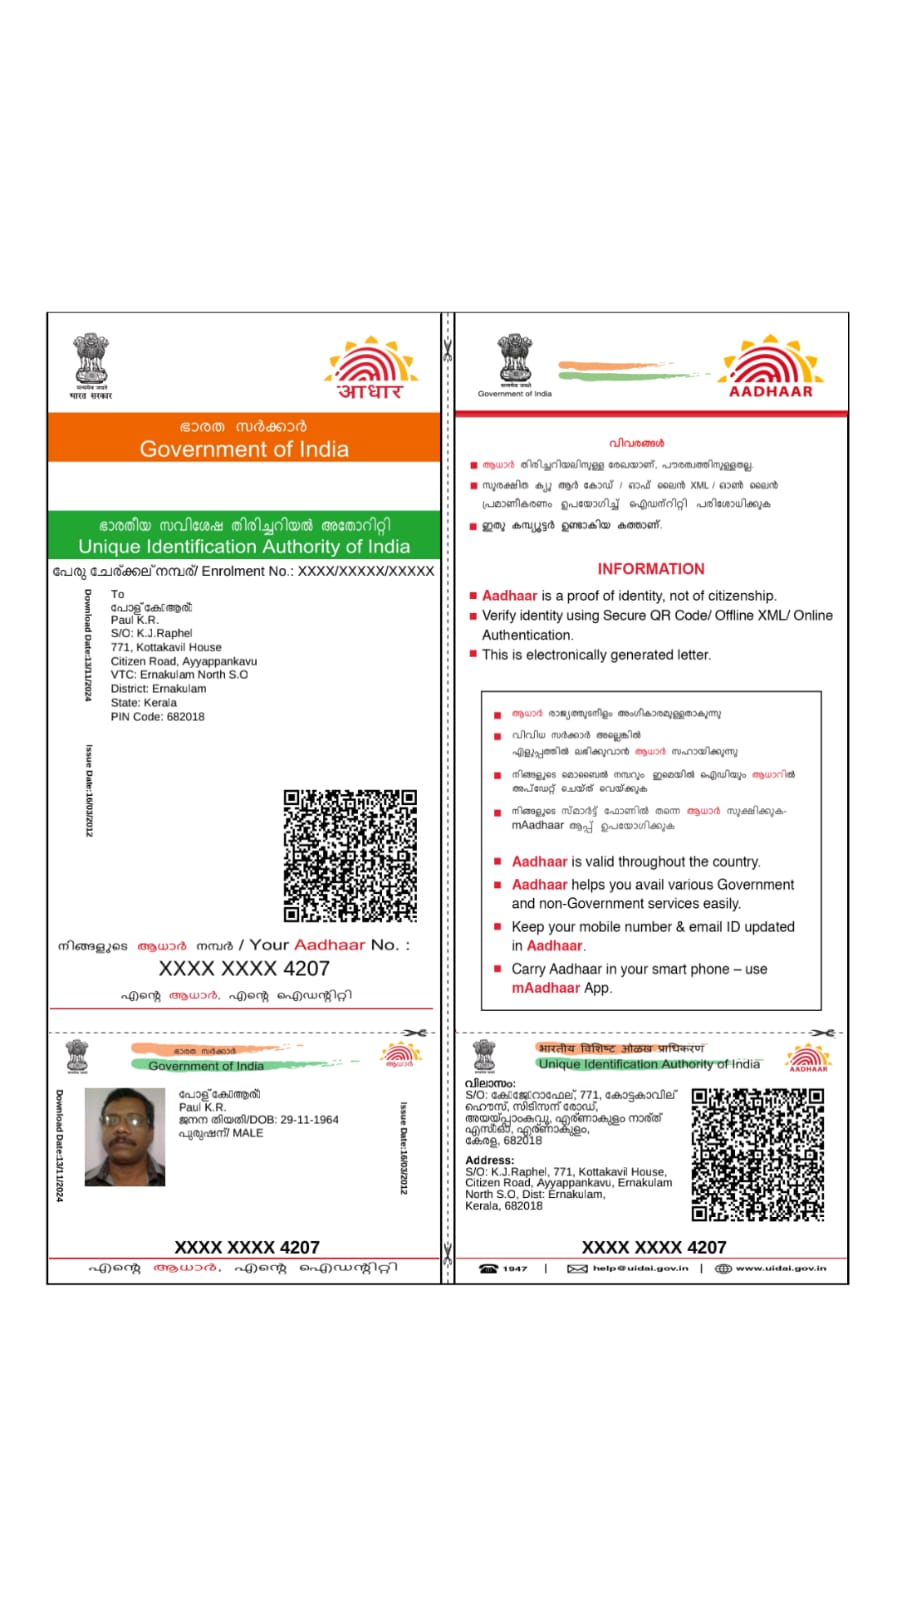 सत्यमेव जयते
भारत सरकार
आधार
ഭാരത സർക്കാർ
Government of India
ഭാരതീയ സവിശേഷ തിരിച്ചറിയൽ അതോറിറ്റി
Unique Identification Authority of India
പേരു ചേര്ക്കല് നമ്പര്/ Enrolment No.: XXXX/XXXXX/XXXXX
Download Date:13/11/2024
Issue Date:16/03/2012
To
Paul K.R.
S/O: K.J.Raphel
771, Kottakavil House
Citizen Road, Ayyappankavu
VTC: Ernakulam North S.O
District: Ernakulam
State: Kerala
PIN Code: 682018
നിങ്ങളുടെ ആധാർ നമ്പർ / Your Aadhaar No. :
XXXX XXXX 4207
എന്റെ ആധാർ, എന്റെ ഐഡന്റിറ്റി
Government of India
AADHAAR
വിവരങ്ങൾ
ആധാർ തിരിച്ചറിയലിനുള്ള രേഖയാണ്, പൗരത്വത്തിനുള്ളതല്ല.
സുരക്ഷിത ക്യു ആർ കോഡ് / ഓഫ് ലൈൻ XML / ഓൺ ലൈൻ
പ്രമാണീകരണം ഉപയോഗിച്ച് ഐഡന്റിറ്റി പരിശോധിക്കുക
ഇതു കമ്പ്യൂട്ടർ ഉണ്ടാകിയ കത്താണ്.
INFORMATION
Aadhaar is a proof of identity, not of citizenship.
Verify identity using Secure QR Code/ Offline XML/ Online
Authentication.
This is electronically generated letter.
ആധാർ രാജ്യത്തുടനീളം അംഗീകാരമുള്ളതാകുന്നു
വിവിധ സർക്കാർ അല്ലെങ്കിൽ
എളുപ്പത്തിൽ ലഭിക്കുവാൻ ആധാർ സഹായിക്കുന്നു
നിങ്ങളുടെ മൊബൈൽ നമ്പറും ഇമെയിൽ ഐഡിയും ആധാറിൽ
അപ്ഡേറ്റ് ചെയ്ത് വെയ്ക്കുക
നിങ്ങളുടെ സ്മാർട്ട് ഫോണിൽ തന്നെ ആധാർ സൂക്ഷിക്കുക-
mAadhaar ആപ്പ് ഉപയോഗിക്കുക
Aadhaar is valid throughout the country.
Aadhaar helps you avail various Government
and non-Government services easily.
Keep your mobile number & email ID updated
in Aadhaar.
Carry Aadhaar in your smart phone – use
mAadhaar App.
ഭാരത സർക്കാർ
Government of India
ആധാർ
Download Date:13/11/2024
Paul K.R.
ജനന തിയതി/DOB: 29-11-1964
പുരുഷന്/ MALE
Issue Date:16/03/2012
XXXX XXXX 4207
എന്റെ ആധാർ, എന്റെ ഐഡന്റിറ്റി
भारतीय विशिष्ट ओळख प्राधिकरण
Unique Identification Authority of India
AADHAAR
വിലാസം:
771, കോട്ടകാവില്
ഹൌസ്, സിടിസന് റോഡ്,
എര്ണാകുളം നാര്ത്
എര്ണാകുളം,
കേരള, 682018
Address:
S/O: K.J.Raphel, 771, Kottakavil House,
Citizen Road, Ayyappankavu, Ernakulam
North S.O, Dist: Ernakulam,
Kerala, 682018
XXXX XXXX 4207
1947 | help@uidai.gov.in | www.uidai.gov.in